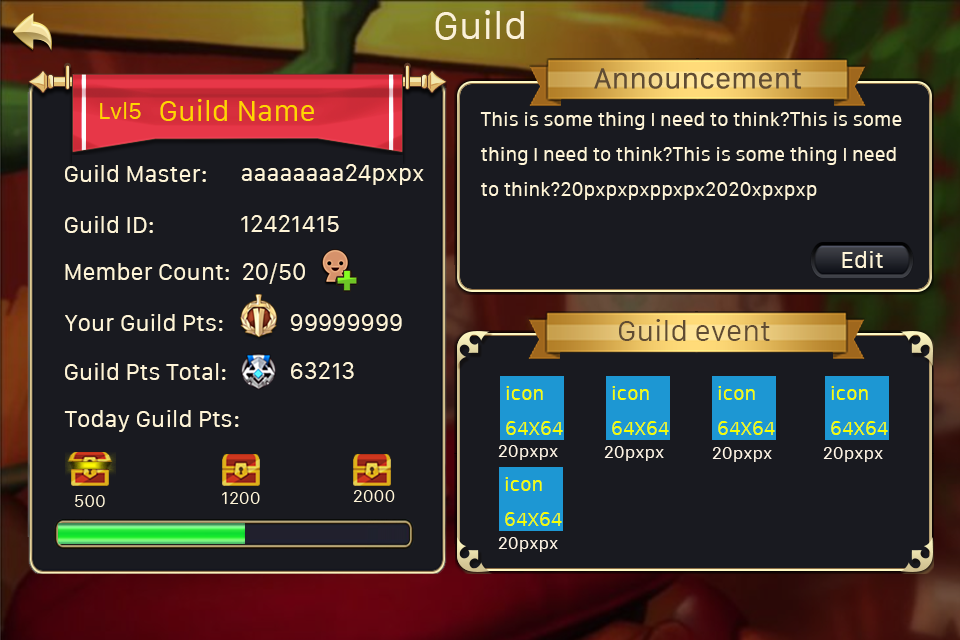 Guild
Lvl5 Guild Name
Guild Master: aaaaaaaa24pxpx
Guild ID: 12421415
Member Count: 20/50
Your Guild Pts: 99999999
Guild Pts Total: 63213
Today Guild Pts:
500 1200 2000
Announcement
This is some thing I need to think?This is some
thing I need to think?This is some thing I need
to think?20pxpxpxppxpx2020xpxpxp
Edit
Guild event
icon icon icon icon
64X64 64X64 64X64 64X64
20pxpx 20pxpx 20pxpx 20pxpx
icon
64X64
20pxpx